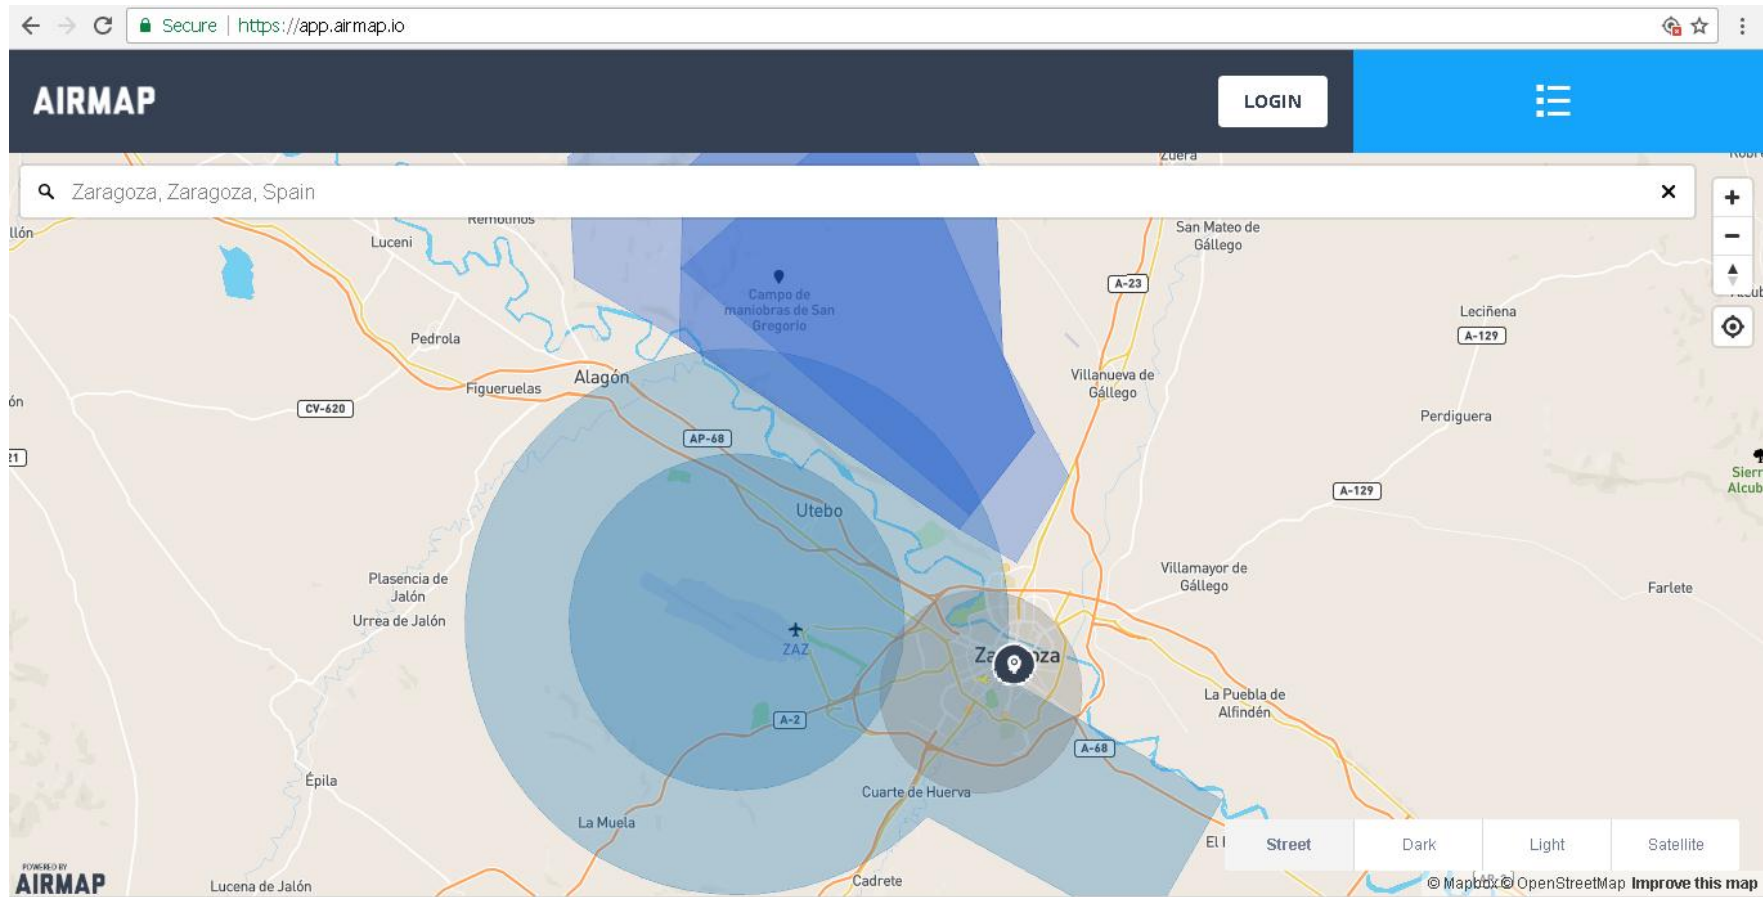 Secure | https://app.airmap.io
AIRMAP
LOGIN
Zuera
Zaragoza, Zaragoza, Spain
Remolinos
San Mateo de
Gállego
Luceni
A-23
Campo de
maniobras de San
Gregorio
Leciñena
A-129
Pedrola
Alagón
Figueruelas
Villanueva de
Gállego
CV-620
Perdiguera
AP-68
A-129
Utebo
Plasencia de
Jalón
Villamayor de
Gállego
Farlete
Urrea de Jalón
ZAZ
La Puebla de
Alfindén
A-2
A-68
Épila
Cuarte de Huerva
La Muela
Street
Dark
Light
Satellite
POWERED BY
AIRMAP
Lucena de Jalón
Cadrete
© Mapbox © OpenStreetMap Improve this map